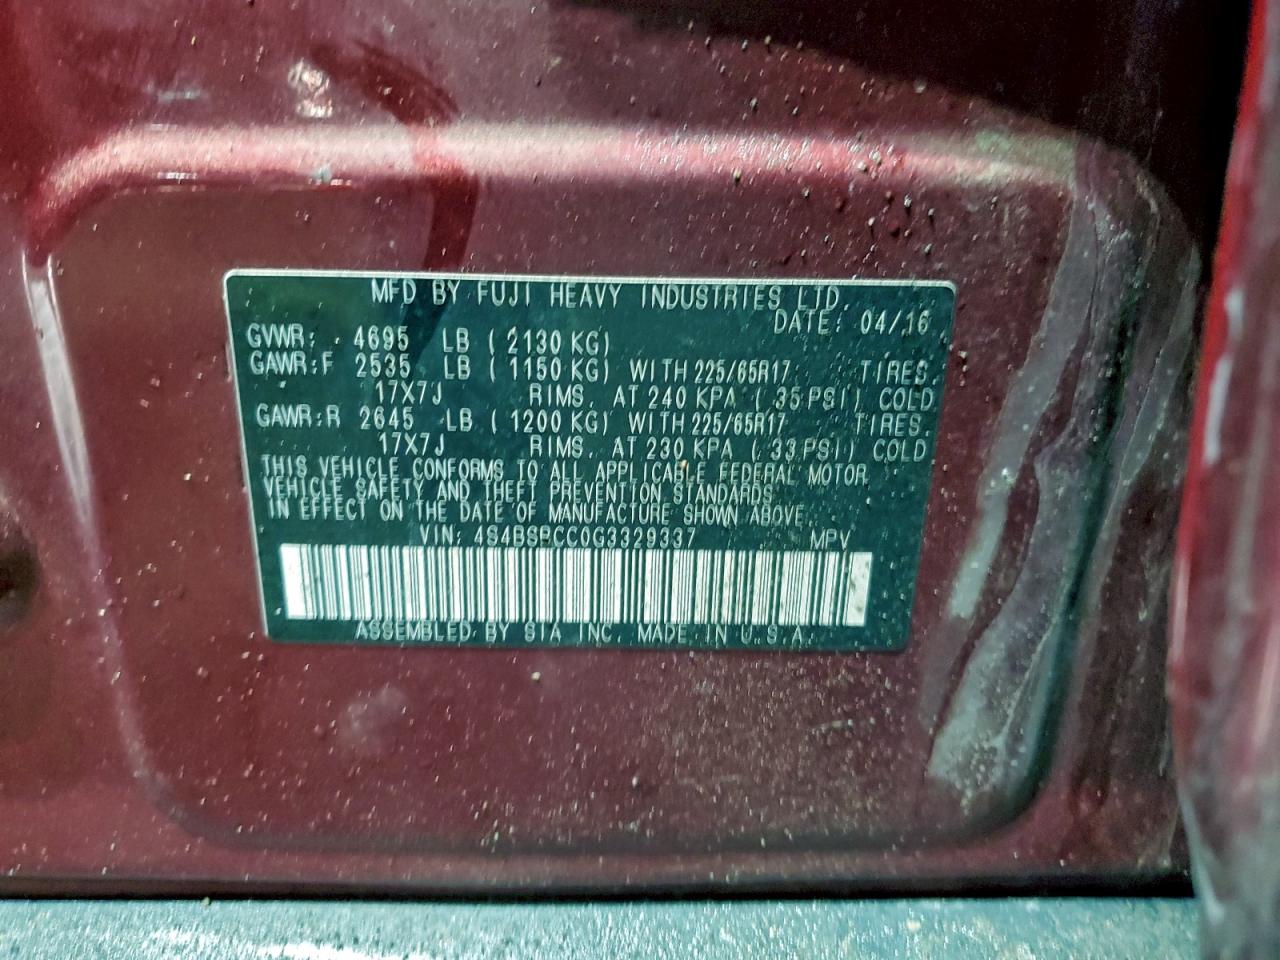 MFD BY FUJI HEAVY INDUSTRIES LTD.
DATE: 04/16
GVWR: 4695 LB (2130 KG)
GAWR:F 2535 LB (1150 KG) WITH 225/65R17 TIRES,
17X7J RIMS, AT 240 KPA (35 PSI) COLD
GAWR:R 2645 LB (1200 KG) WITH 225/65R17 TIRES,
17X7J RIMS, AT 230 KPA (33 PSI) COLD
THIS VEHICLE CONFORMS TO ALL APPLICABLE FEDERAL MOTOR
VEHICLE SAFETY AND THEFT PREVENTION STANDARDS
IN EFFECT ON THE DATE OF MANUFACTURE SHOWN ABOVE.
VIN: 4S4BSBCC0G3329337 MPV
ASSEMBLED BY SIA INC. MADE IN U.S.A.